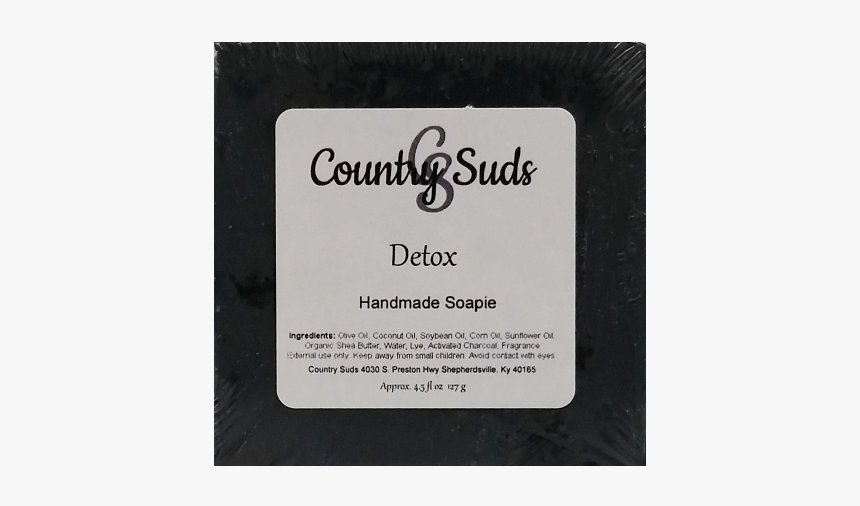 Country Suds
CS
Detox
Handmade Soapie
Ingredients: Olive Oil, Coconut Oil, Soybean Oil, Corn Oil, Sunflower Oil,
Organic Shea Butter, Water, Lye, Activated Charcoal, Fragrance
External use only. Keep away from small children. Avoid contact with eyes.
Country Suds 4030 S. Preston Hwy Shepherdsville, Ky 40165
Approx. 4.5 fl oz 127 g